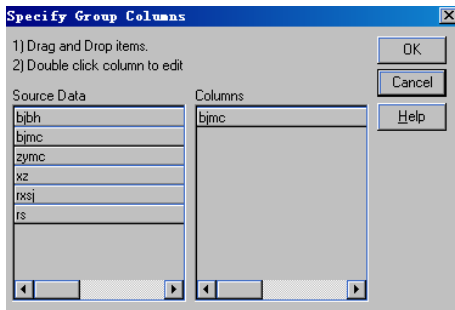 Specify Group Columns
1) Drag and Drop items.
2) Double click column to edit
OK
Cancel
Help
Source Data
bjbh
bjmc
zymc
xz
rxsj
rs
Columns
bjmc